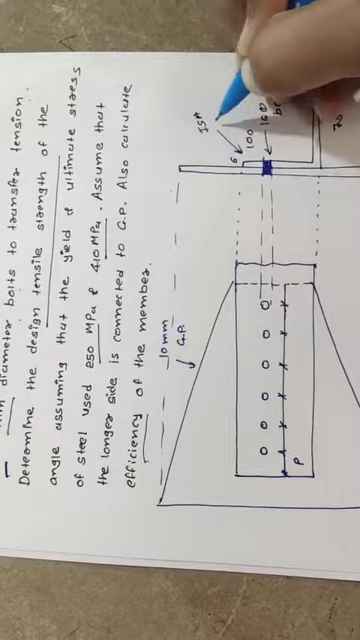 diameter bolts to transfer tension.
Determine the design tensile strength of the
angle assuming that the yield & ultimate stress
of steel used 250 MPa & 410 MPa. Assume that
the longer side is connected to G.P. Also calculate
efficiency of the member.
10mm
G.P.
ISA
6
100
P